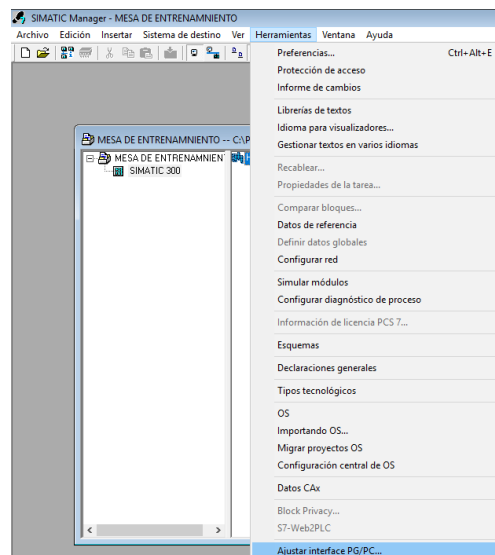 SIMATIC Manager - MESA DE ENTRENAMNIENTO
Archivo Edición Insertar Sistema de destino Ver Herramientas Ventana Ayuda
Preferencias... Ctrl+Alt+E
Protección de acceso
Informe de cambios
Librerías de textos
Idioma para visualizadores...
Gestionar textos en varios idiomas
Recablear...
Propiedades de la tarea...
Comparar bloques...
Datos de referencia
Definir datos globales
Configurar red
Simular módulos
Configurar diagnóstico de proceso
Información de licencia PCS 7...
Esquemas
Declaraciones generales
Tipos tecnológicos
OS
Importando OS...
Migrar proyectos OS
Configuración central de OS
Datos CAx
Block Privacy...
S7-Web2PLC
Ajustar interface PG/PC...
MESA DE ENTRENAMNIENTO -- C:\P
MESA DE ENTRENAMNIEN
SIMATIC 300